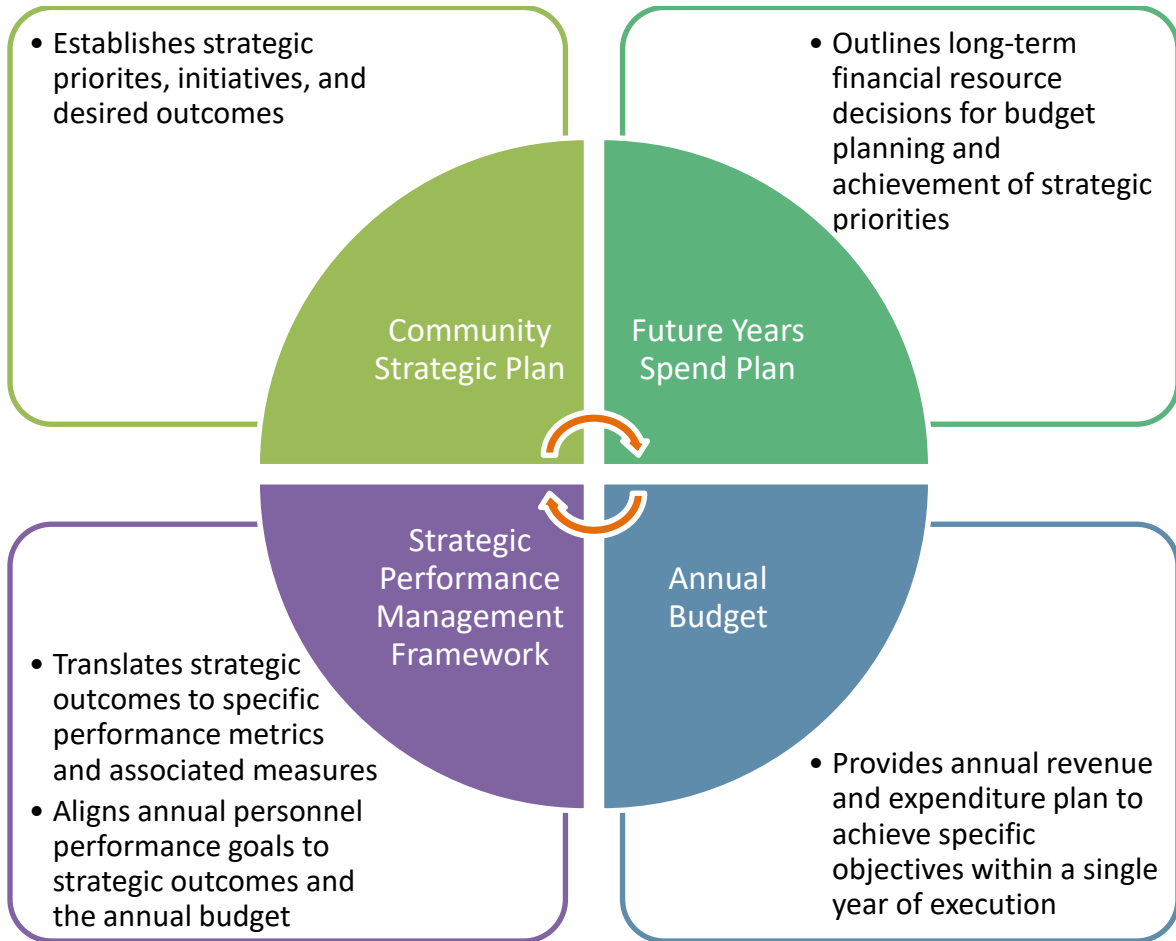 • Establishes strategic
priorites, initiatives, and
desired outcomes
• Outlines long-term
financial resource
decisions for budget
planning and
achievement of strategic
priorities
Community
Strategic Plan
Future Years
Spend Plan
Strategic
Performance
Management
Framework
Annual
Budget
• Translates strategic
outcomes to specific
performance metrics
and associated measures
• Aligns annual personnel
performance goals to
strategic outcomes and
the annual budget
• Provides annual revenue
and expenditure plan to
achieve specific
objectives within a single
year of execution